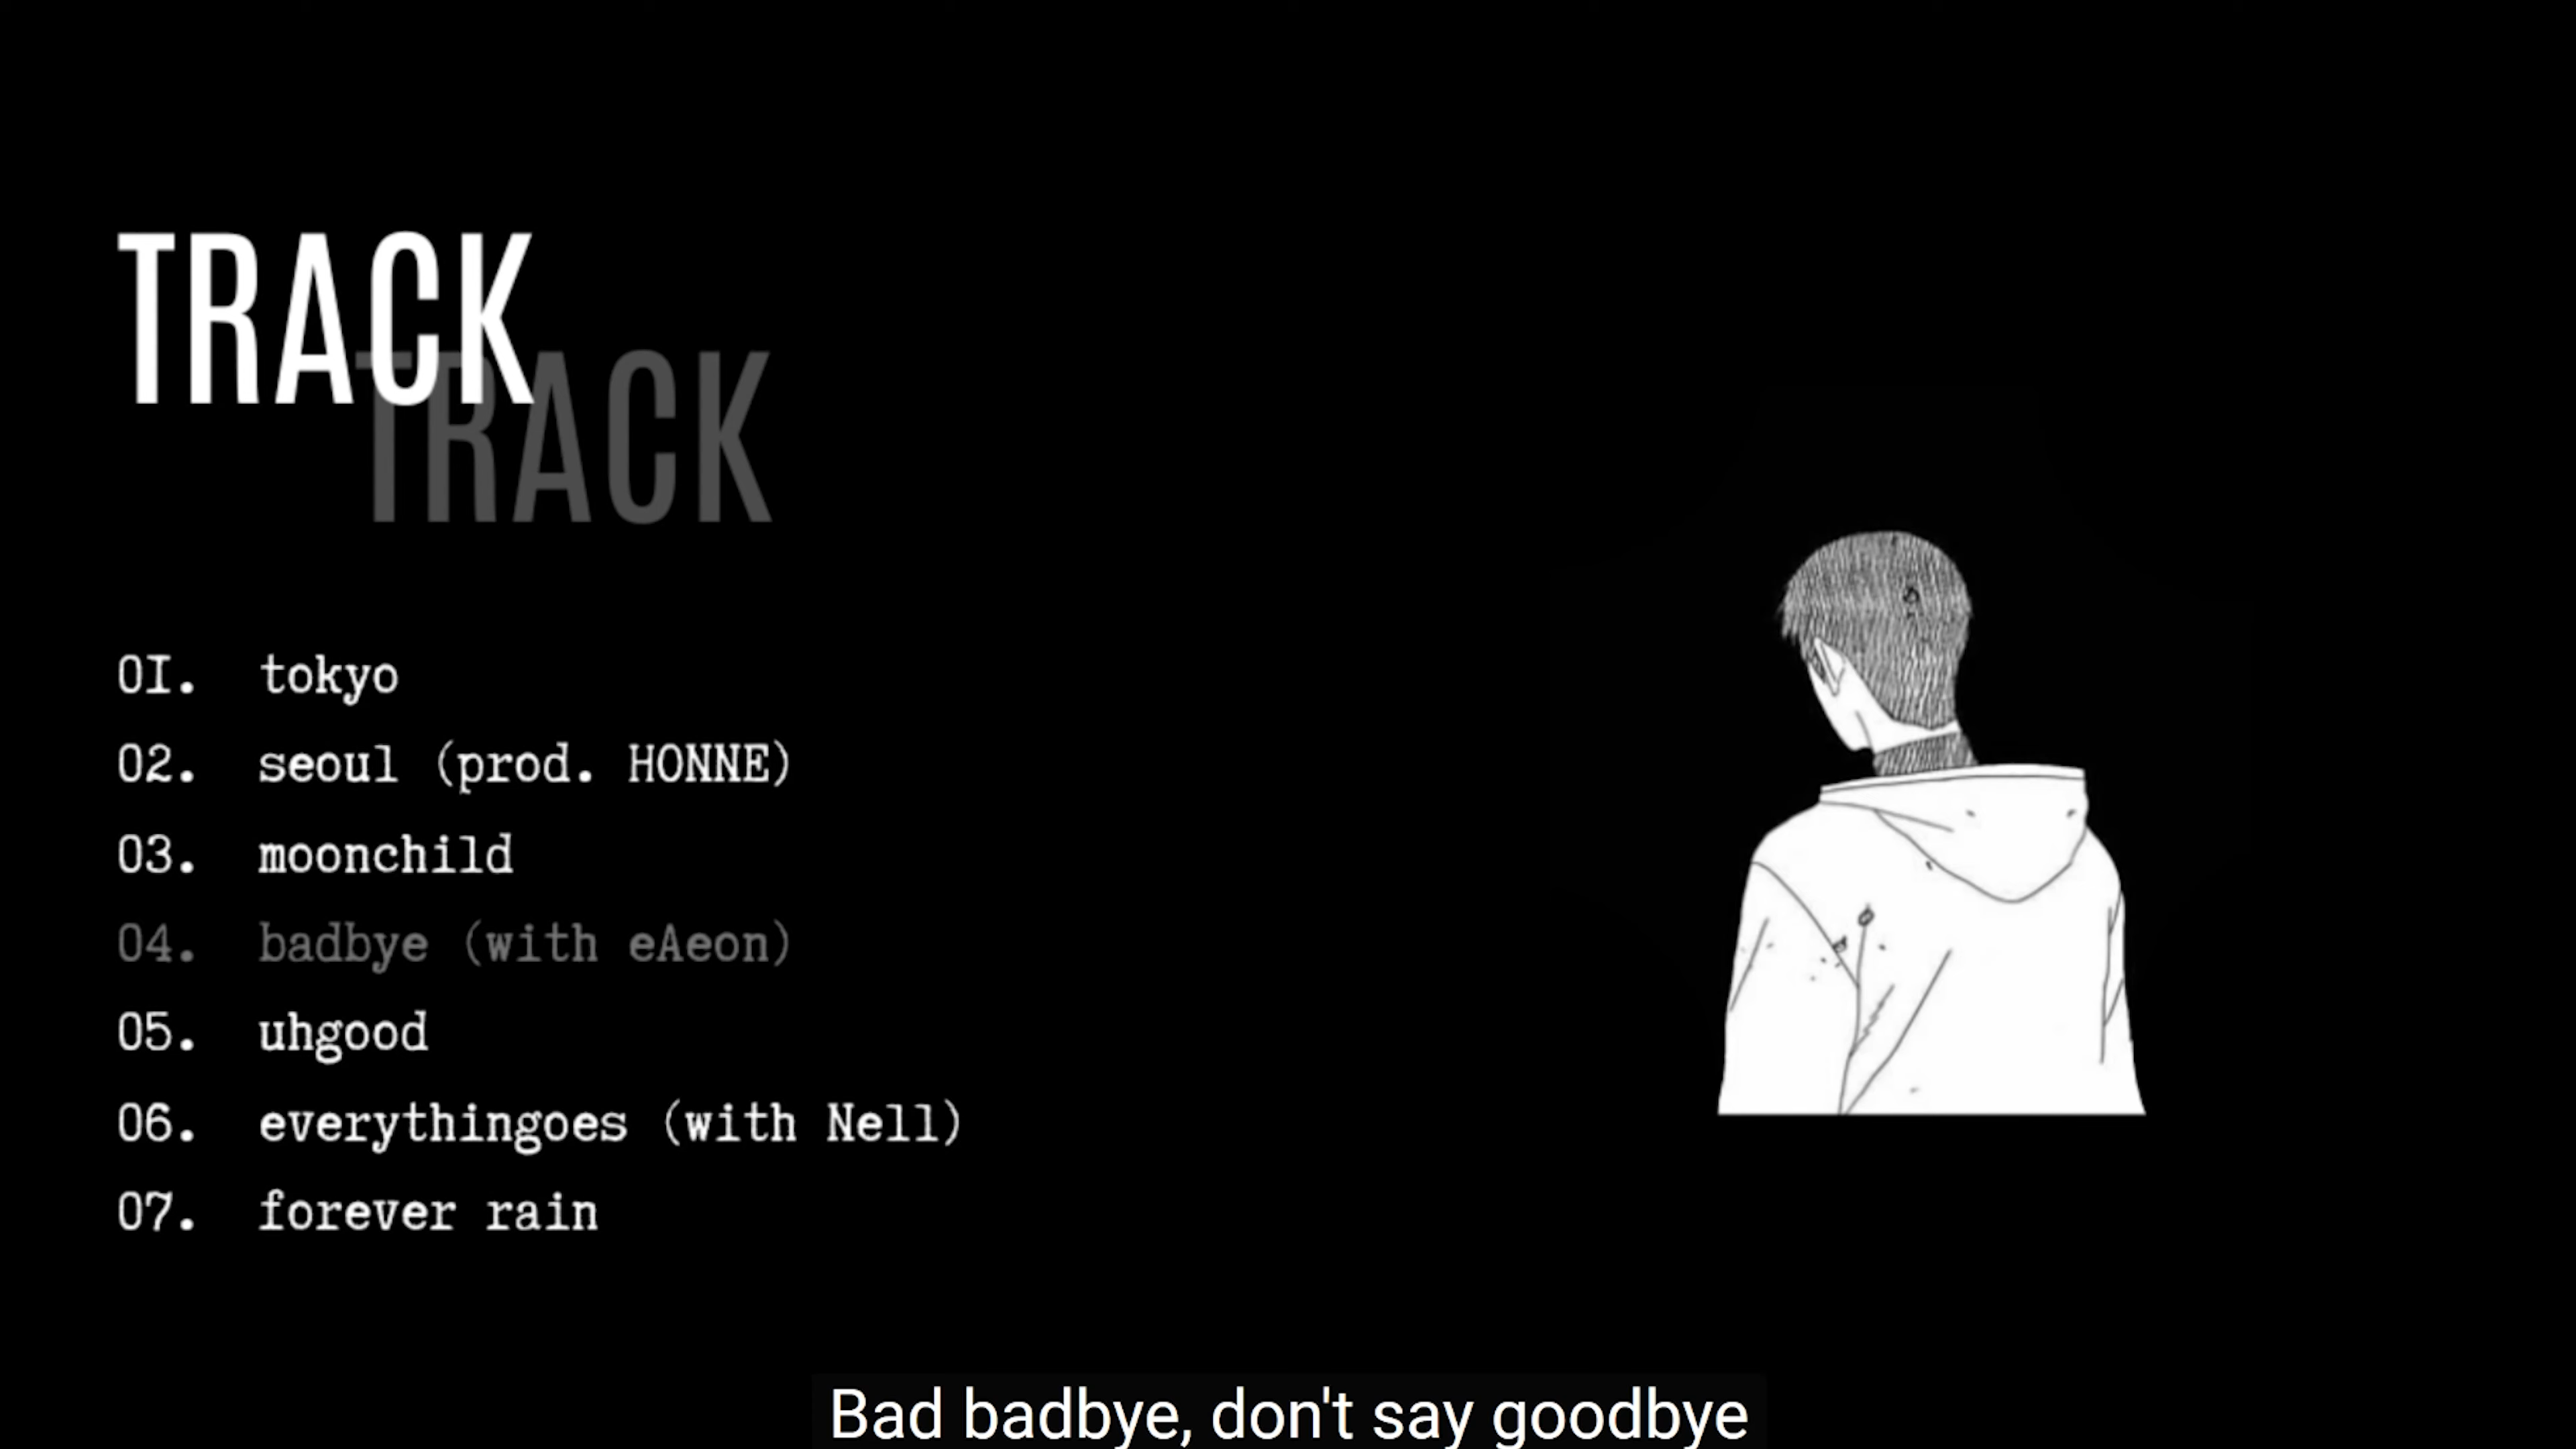 TRACK
TRACK
01. tokyo
02. seoul (prod. HONNE)
03. moonchild
04. badbye (with eAeon)
05. uhgood
06. everythingoes (with Nell)
07. forever rain
Bad badbye, don't say goodbye